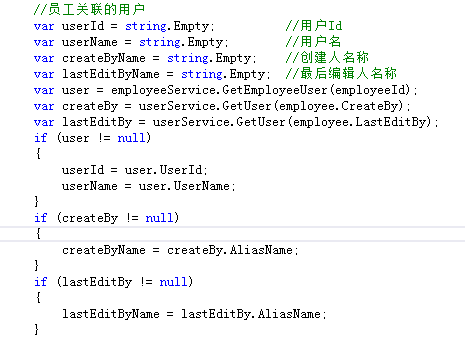 //员工关联的用户
var userId = string.Empty;          //用户Id
var userName = string.Empty;        //用户名
var createByName = string.Empty;    //创建人名称
var lastEditByName = string.Empty;  //最后编辑人名称
var user = employeeService.GetEmployeeUser(employeeId);
var createBy = userService.GetUser(employee.CreateBy);
var lastEditBy = userService.GetUser(employee.LastEditBy);
if (user != null)
{
    userId = user.UserId;
    userName = user.UserName;
}
if (createBy != null)
{
    createByName = createBy.AliasName;
}
if (lastEditBy != null)
{
    lastEditByName = lastEditBy.AliasName;
}